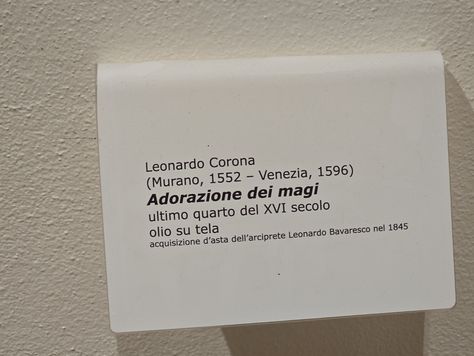 Leonardo Corona
(Murano, 1552 – Venezia, 1596)
Adorazione dei magi
ultimo quarto del XVI secolo
olio su tela
acquisizione d'asta dell'arciprete Leonardo Bavaresco nel 1845